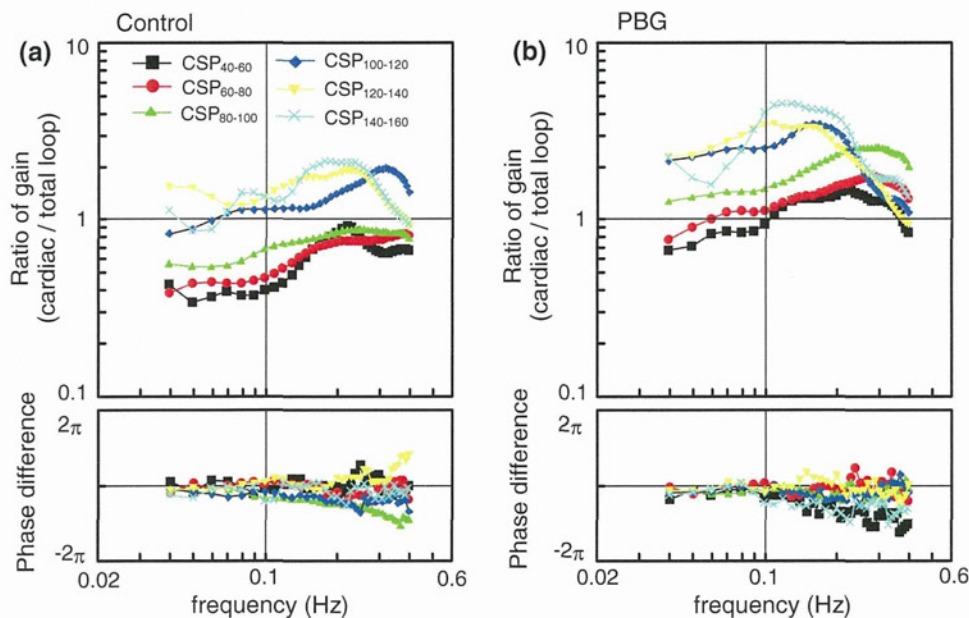 Control
(a)
10
Ratio of gain
(cardiac / total loop)
1
0.1
CSP40-60
CSP60-80
CSP80-100
CSP100-120
CSP120-140
CSP140-160
Phase difference
2π
-2π
0.02
0.1
0.6
frequency (Hz)
PBG
(b)
10
Ratio of gain
(cardiac / total loop)
1
0.1
Phase difference
2π
-2π
0.02
0.1
0.6
frequency (Hz)